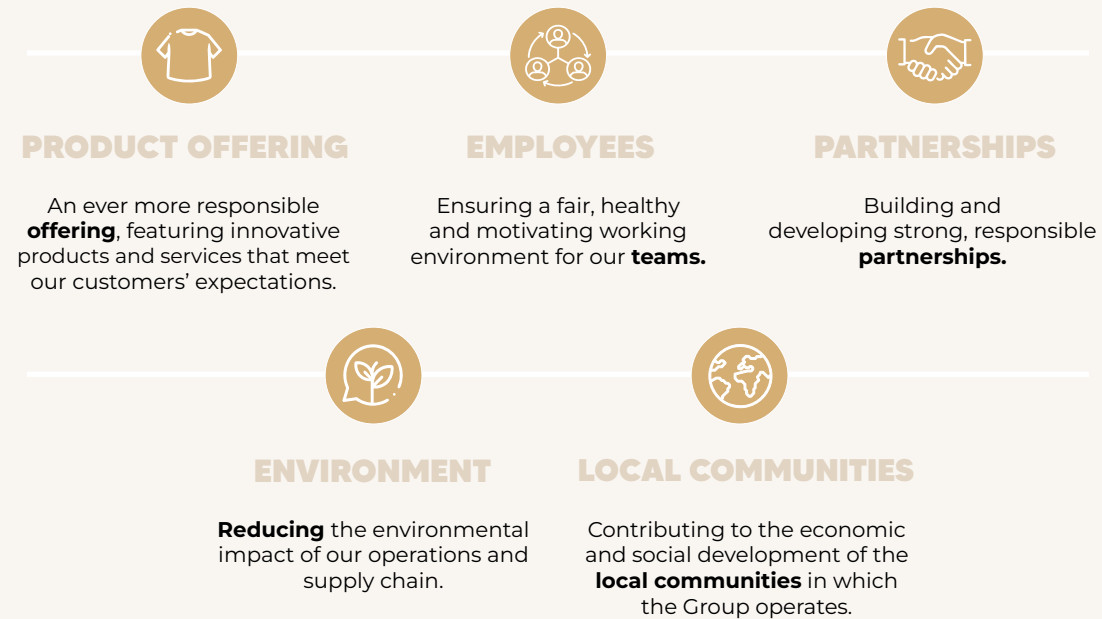 PRODUCT OFFERING
An ever more responsible
offering, featuring innovative
products and services that meet
our customers’ expectations.
EMPLOYEES
Ensuring a fair, healthy
and motivating working
environment for our teams.
PARTNERSHIPS
Building and
developing strong, responsible
partnerships.
ENVIRONMENT
Reducing the environmental
impact of our operations and
supply chain.
LOCAL COMMUNITIES
Contributing to the economic
and social development of the
local communities in which
the Group operates.